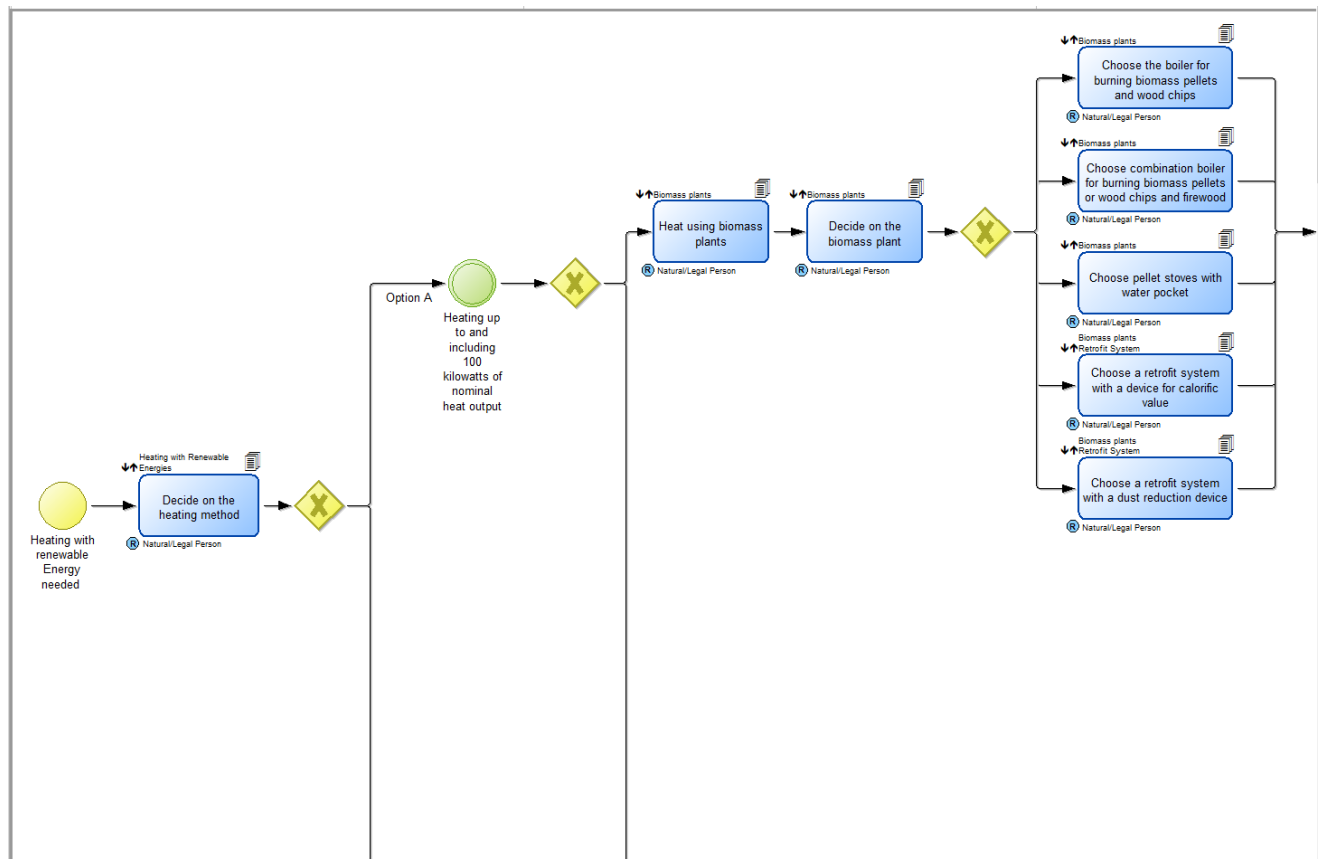 Heating with
renewable
Energy
needed
Heating with Renewable
Energies
Decide on the
heating method
R Natural/Legal Person
Option A
Heating up
to and
including
100
kilowatts of
nominal
heat output
Biomass plants
Heat using biomass
plants
R Natural/Legal Person
Biomass plants
Decide on the
biomass plant
R Natural/Legal Person
Biomass plants
Choose the boiler for
burning biomass pellets
and wood chips
R Natural/Legal Person
Biomass plants
Choose combination boiler
for burning biomass pellets
or wood chips and firewood
R Natural/Legal Person
Biomass plants
Choose pellet stoves with
water pocket
R Natural/Legal Person
Biomass plants
Retrofit System
Choose a retrofit system
with a device for calorific
value
R Natural/Legal Person
Biomass plants
Retrofit System
Choose a retrofit system
with a dust reduction device
R Natural/Legal Person